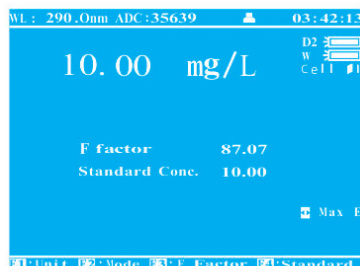 WL: 290.0nm ADC:35639 03:42:13
D2
10.00 mg/L
W
Cell #1
F factor 87.07
Standard Conc. 10.00
Max E
F1:Unit F2:Mode F3:F Factor F4:Standard